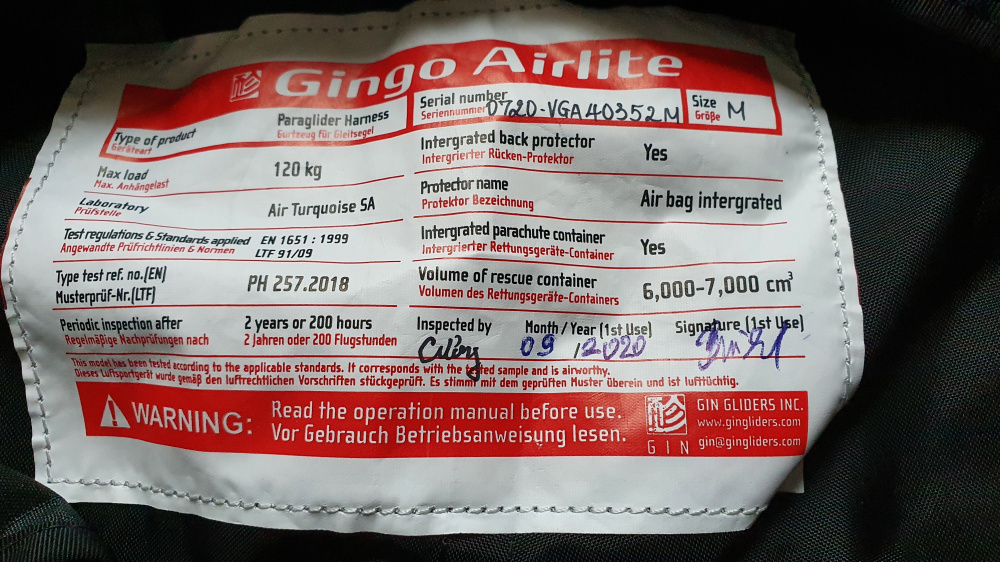 Gingo Airlite
Type of product Paraglider Harness
Geräteart Gurtzeug für Gleitsegel
Serial number
Seriennummer 0720-VGA40352M
Size
Größe M
Max load 120 kg
Max. Anhängelast
Laboratory Air Turquoise SA
Prüfstelle
Test regulations & Standards applied EN 1651 : 1999
Angewandte Prüfrichtlinien & Normen LTF 91/09
Type test ref. no.(EN) PH 257.2018
Musterprüf-Nr.(LTF)
Periodic inspection after 2 years or 200 hours
Regelmäßige Nachprüfungen nach 2 Jahren oder 200 Flugstunden
Intergrated back protector Yes
Intergrierter Rücken-Protektor
Protector name Air bag intergrated
Protektor Bezeichnung
Intergrated parachute container Yes
Intergrierter Rettungsgeräte-Container
Volume of rescue container 6,000-7,000 cm³
Volumen des Rettungsgeräte-Containers
Inspected by Month / Year (1st Use) Signature (1st Use)
09 /2020
This model has been tested according to the applicable standards. It corresponds with the tested sample and is airworthy.
Dieses Luftsportgerät wurde gemäß den luftrechtlichen Vorschriften stückgeprüft. Es stimmt mit dem geprüften Muster überein und ist lufttüchtig.
WARNING: Read the operation manual before use.
Vor Gebrauch Betriebsanweisung lesen.
GIN
GIN GLIDERS INC.
www.gingliders.com
gin@gingliders.com